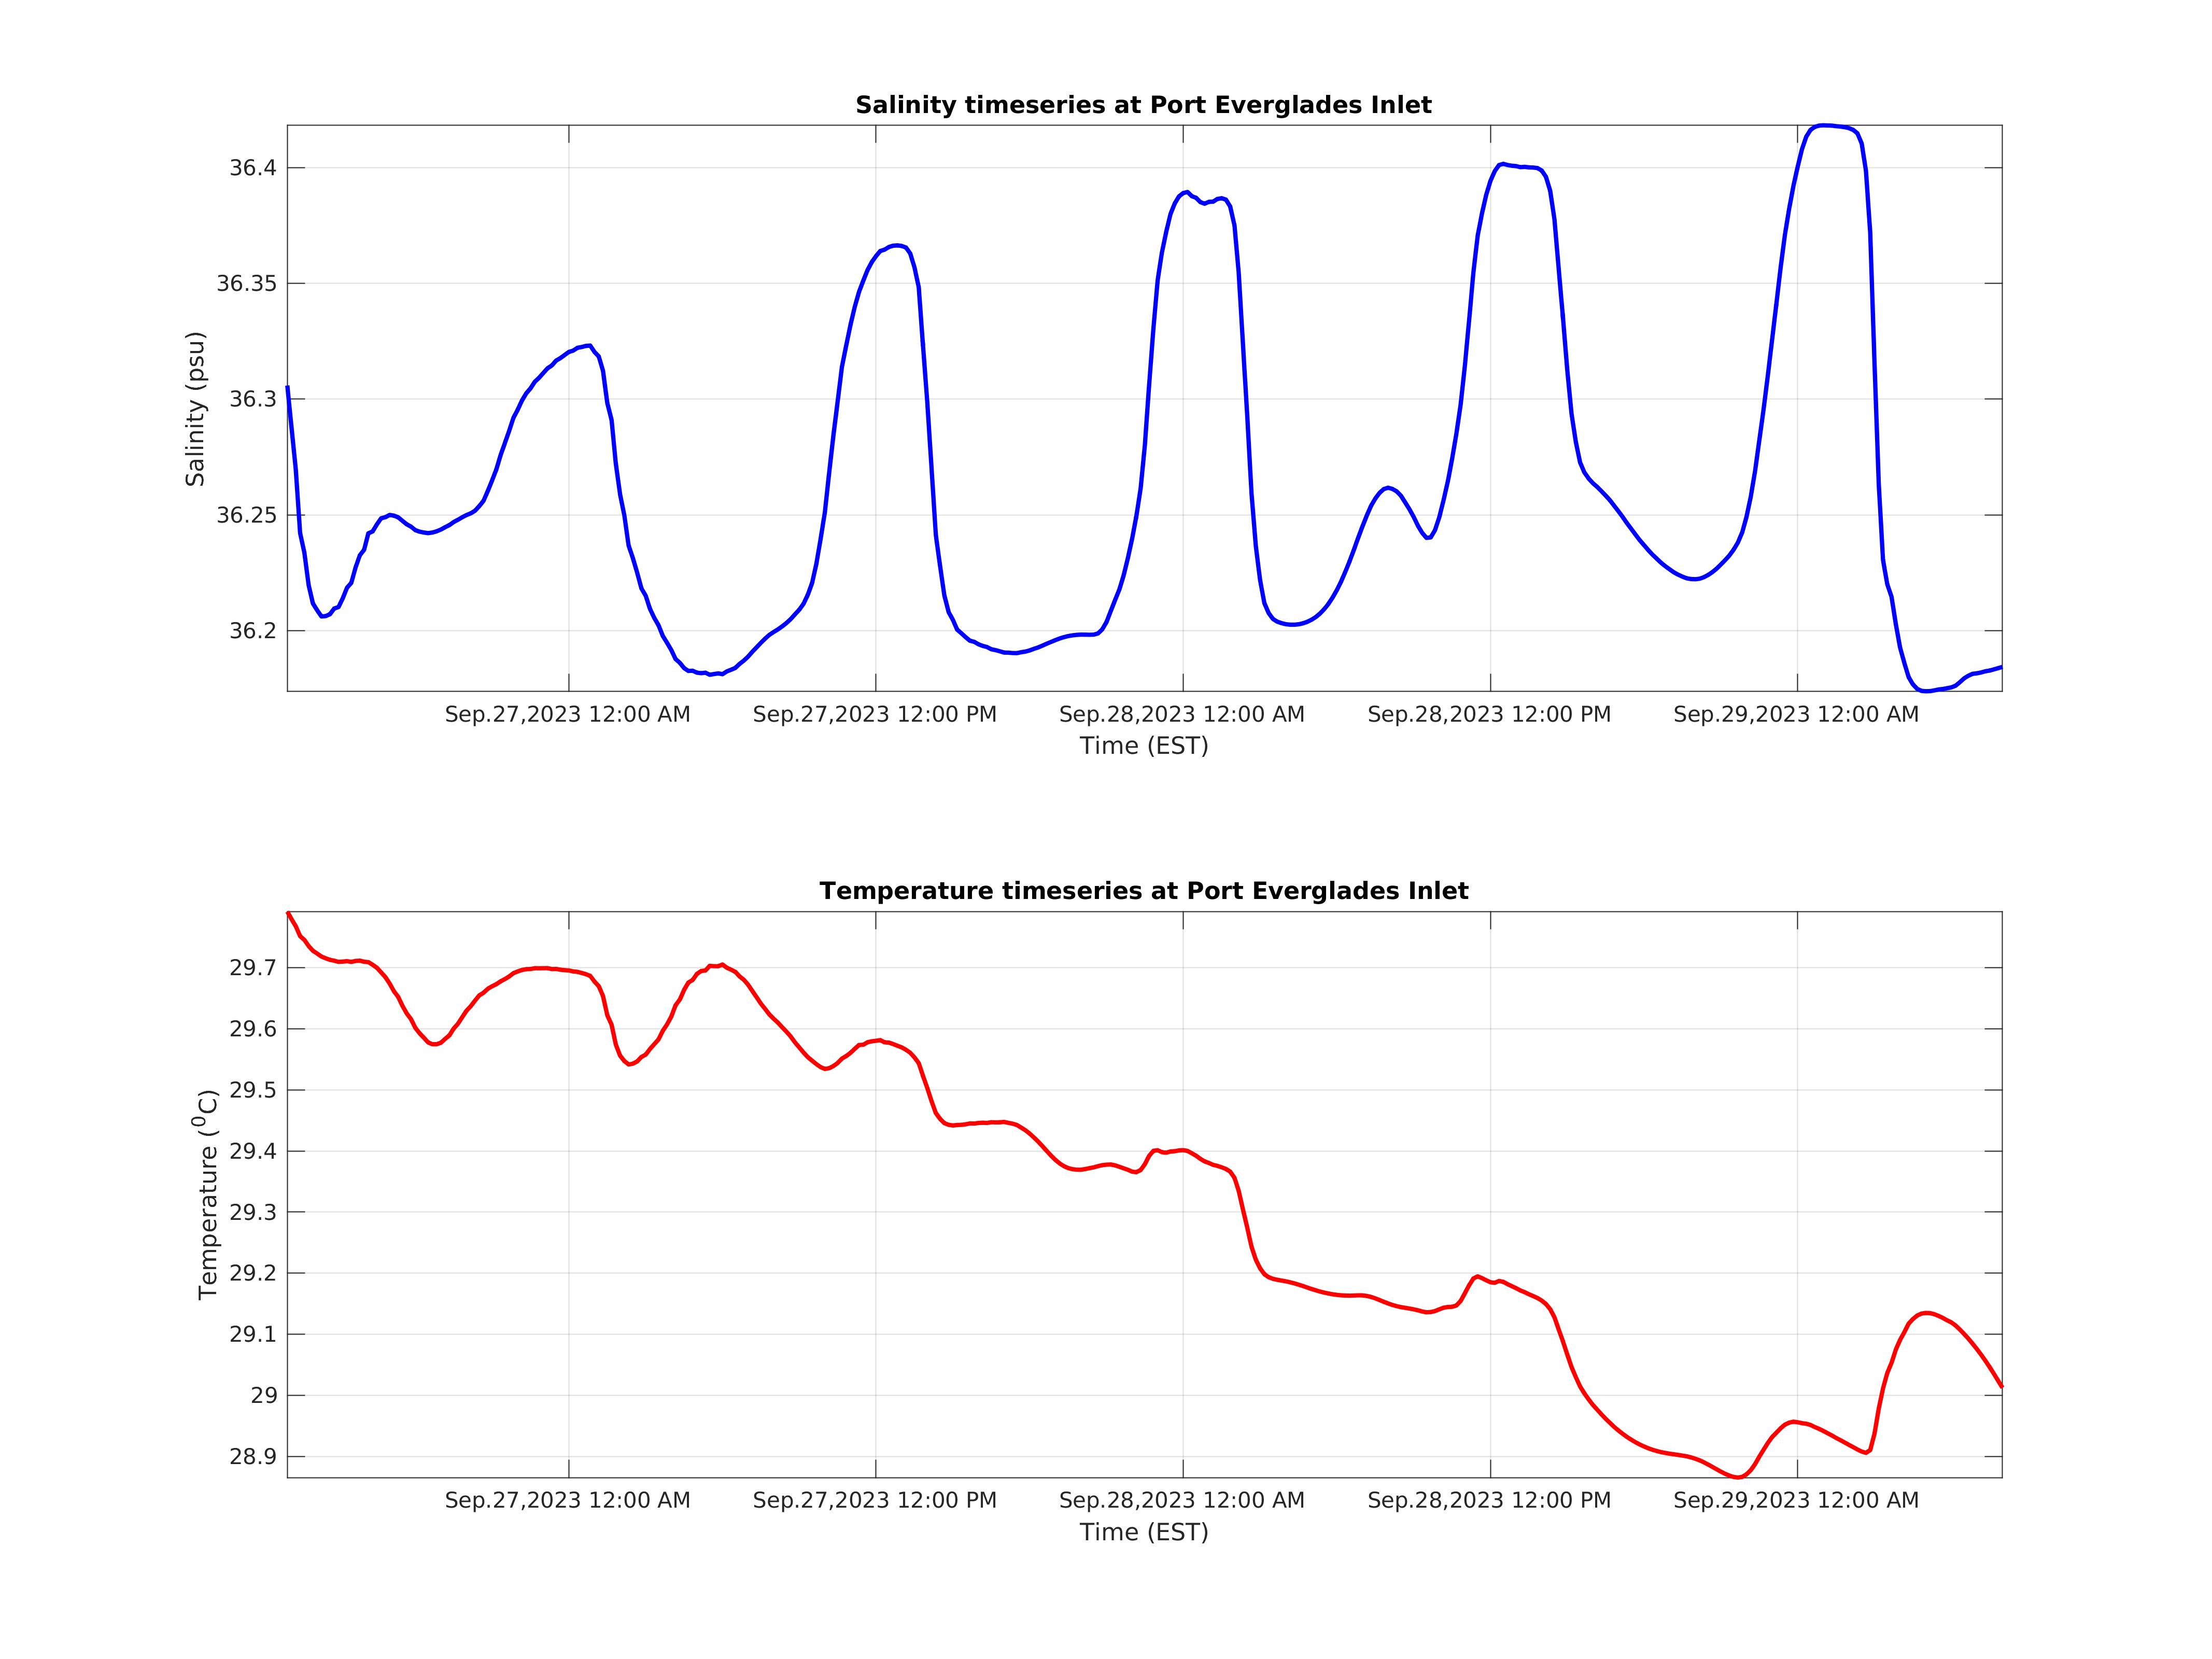 Salinity timeseries at Port Everglades Inlet
Salinity (psu)
36.4
36.35
36.3
36.25
36.2
Sep.27,2023 12:00 AM Sep.27,2023 12:00 PM Sep.28,2023 12:00 AM Sep.28,2023 12:00 PM Sep.29,2023 12:00 AM
Time (EST)
Temperature timeseries at Port Everglades Inlet
Temperature (⁰C)
29.7
29.6
29.5
29.4
29.3
29.2
29.1
29
28.9
Sep.27,2023 12:00 AM Sep.27,2023 12:00 PM Sep.28,2023 12:00 AM Sep.28,2023 12:00 PM Sep.29,2023 12:00 AM
Time (EST)